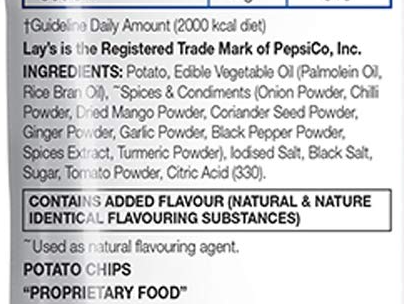 †Guideline Daily Amount (2000 kcal diet)
Lay's is the Registered Trade Mark of PepsiCo, Inc.
INGREDIENTS: Potato, Edible Vegetable Oil (Palmolein Oil,
Rice Bran Oil), ~Spices & Condiments (Onion Powder, Chilli
Powder, Dried Mango Powder, Coriander Seed Powder,
Ginger Powder, Garlic Powder, Black Pepper Powder,
Spices Extract, Turmeric Powder), Iodised Salt, Black Salt,
Sugar, Tomato Powder, Citric Acid (330).
CONTAINS ADDED FLAVOUR (NATURAL & NATURE
IDENTICAL FLAVOURING SUBSTANCES)
~Used as natural flavouring agent.
POTATO CHIPS
"PROPRIETARY FOOD"